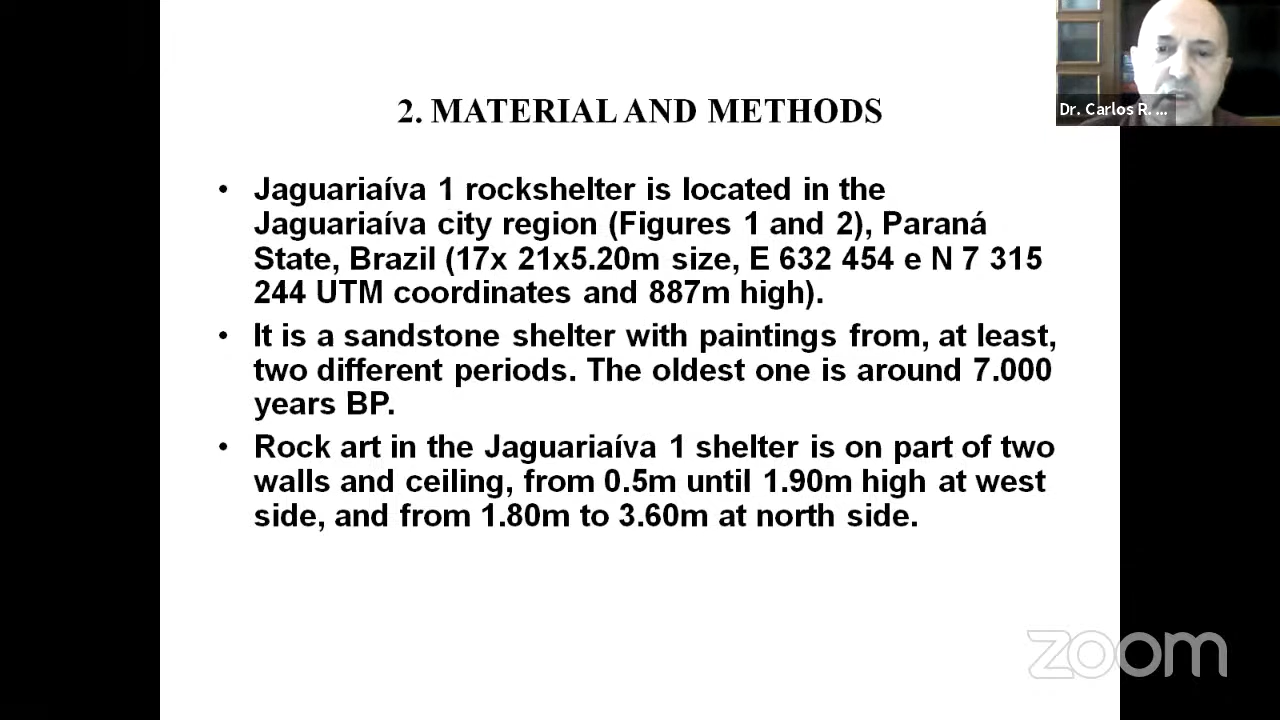 2. MATERIAL AND METHODS
Dr. Carlos R. ...
• Jaguariaíva 1 rockshelter is located in the
Jaguariaíva city region (Figures 1 and 2), Paraná
State, Brazil (17x 21x5.20m size, E 632 454 e N 7 315
244 UTM coordinates and 887m high).
• It is a sandstone shelter with paintings from, at least,
two different periods. The oldest one is around 7.000
years BP.
• Rock art in the Jaguariaíva 1 shelter is on part of two
walls and ceiling, from 0.5m until 1.90m high at west
side, and from 1.80m to 3.60m at north side.
zoom